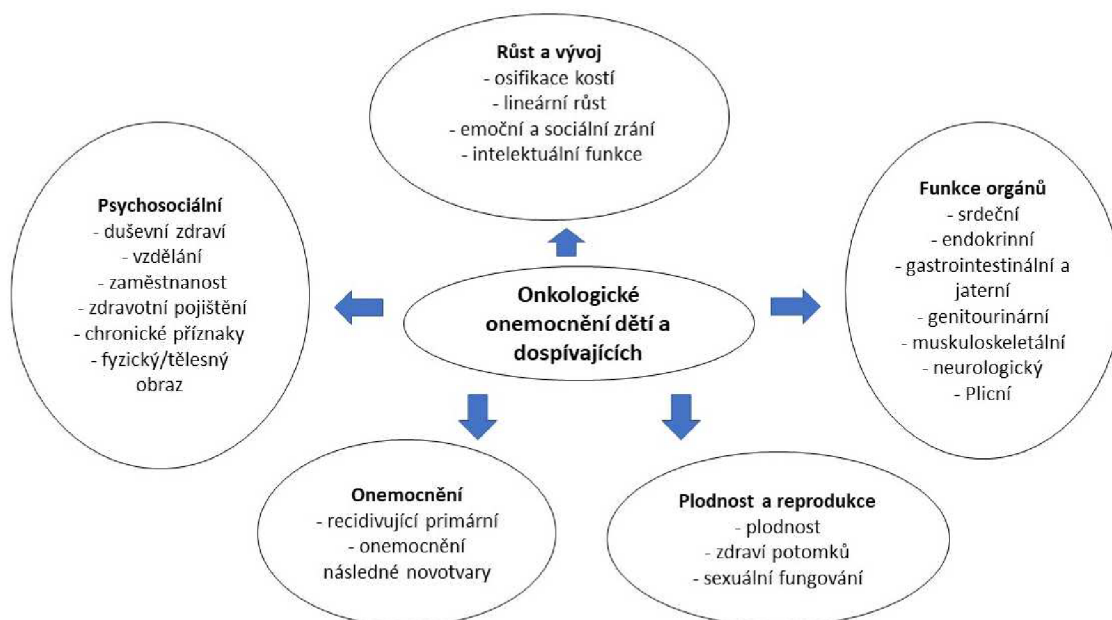 Růst a vývoj
- osifikace kostí
- lineární růst
- emoční a sociální zrání
- intelektuální funkce
Psychosociální
- duševní zdraví
- vzdělání
- zaměstnanost
- zdravotní pojištění
- chronické příznaky
- fyzický/tělesný
obraz
Funkce orgánů
- srdeční
- endokrinní
- gastrointestinální a
jaterní
- genitourinární
- muskuloskeletální
- neurologický
- Plicní
Onkologické
onemocnění dětí a
dospívajících
Onemocnění
- recidivující primární
- onemocnění
následné novotvary
Plodnost a reprodukce
- plodnost
- zdraví potomků
- sexuální fungování